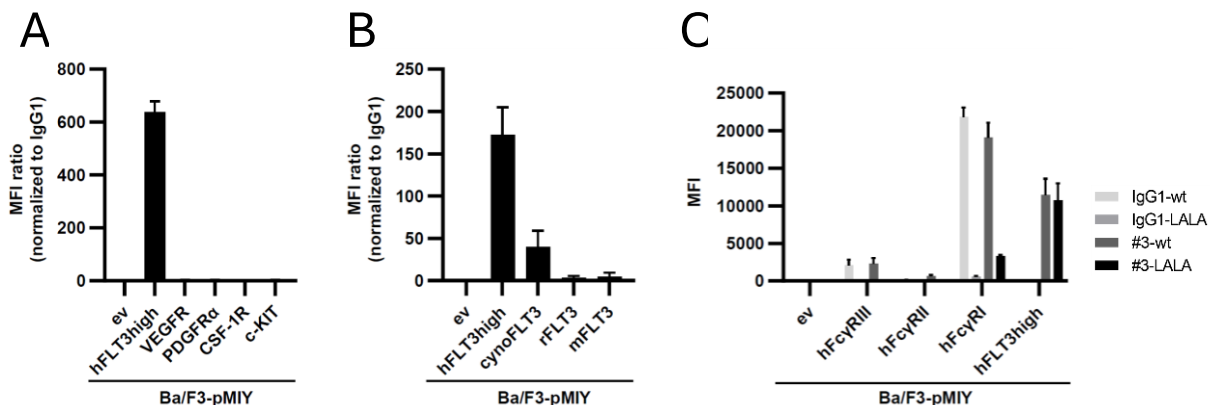 A
B
C
MFI ratio
(normalized to IgG1)
800
600
400
200
0
ev
hFLT3high
VEGFR
PDGFRα
CSF-1R
c-KIT
Ba/F3-pMIY
MFI ratio
(normalized to IgG1)
250
200
150
100
50
0
ev
hFLT3high
cynoFLT3
rFLT3
mFLT3
Ba/F3-pMIY
MFI
25000
20000
15000
10000
5000
0
ev
hFcγRIII
hFcγRII
hFcγRI
hFLT3high
Ba/F3-pMIY
IgG1-wt
IgG1-LALA
#3-wt
#3-LALA